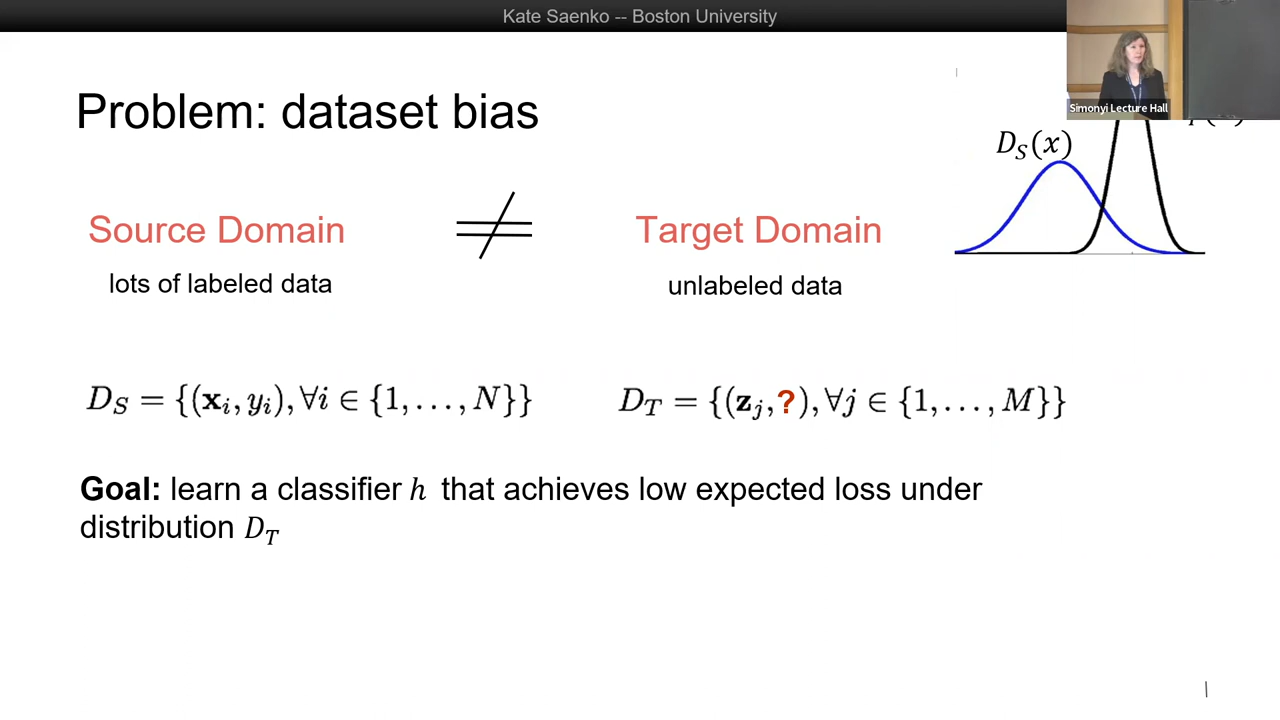 Kate Saenko -- Boston University
Simonyi Lecture Hall
Problem: dataset bias
D_S(x)
Source Domain ≠ Target Domain
lots of labeled data unlabeled data
D_S = {(x_i, y_i), ∀i ∈ {1, . . . , N}} D_T = {(z_j, ?), ∀j ∈ {1, . . . , M}}
Goal: learn a classifier h that achieves low expected loss under
distribution D_T